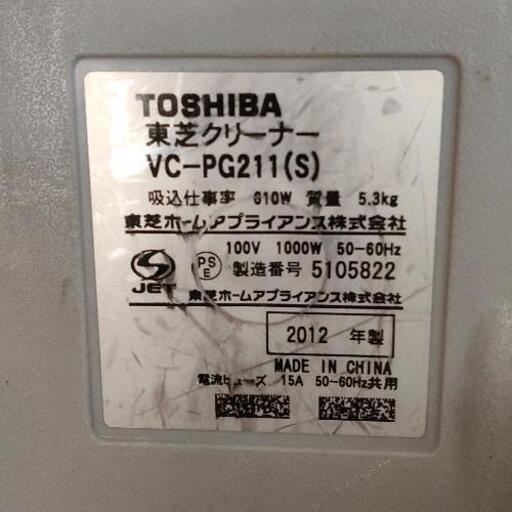 TOSHIBA
東芝クリーナー
VC-PG211(S)
吸込仕事率 610W 質量 5.3kg
東芝ホームアプライアンス株式会社
100V 1000W 50-60Hz
PS
E
製造番号 5105822
JET
東芝ホームアプライアンス株式会社
2012 年製
MADE IN CHINA
電流ヒューズ 15A 50-60Hz共用